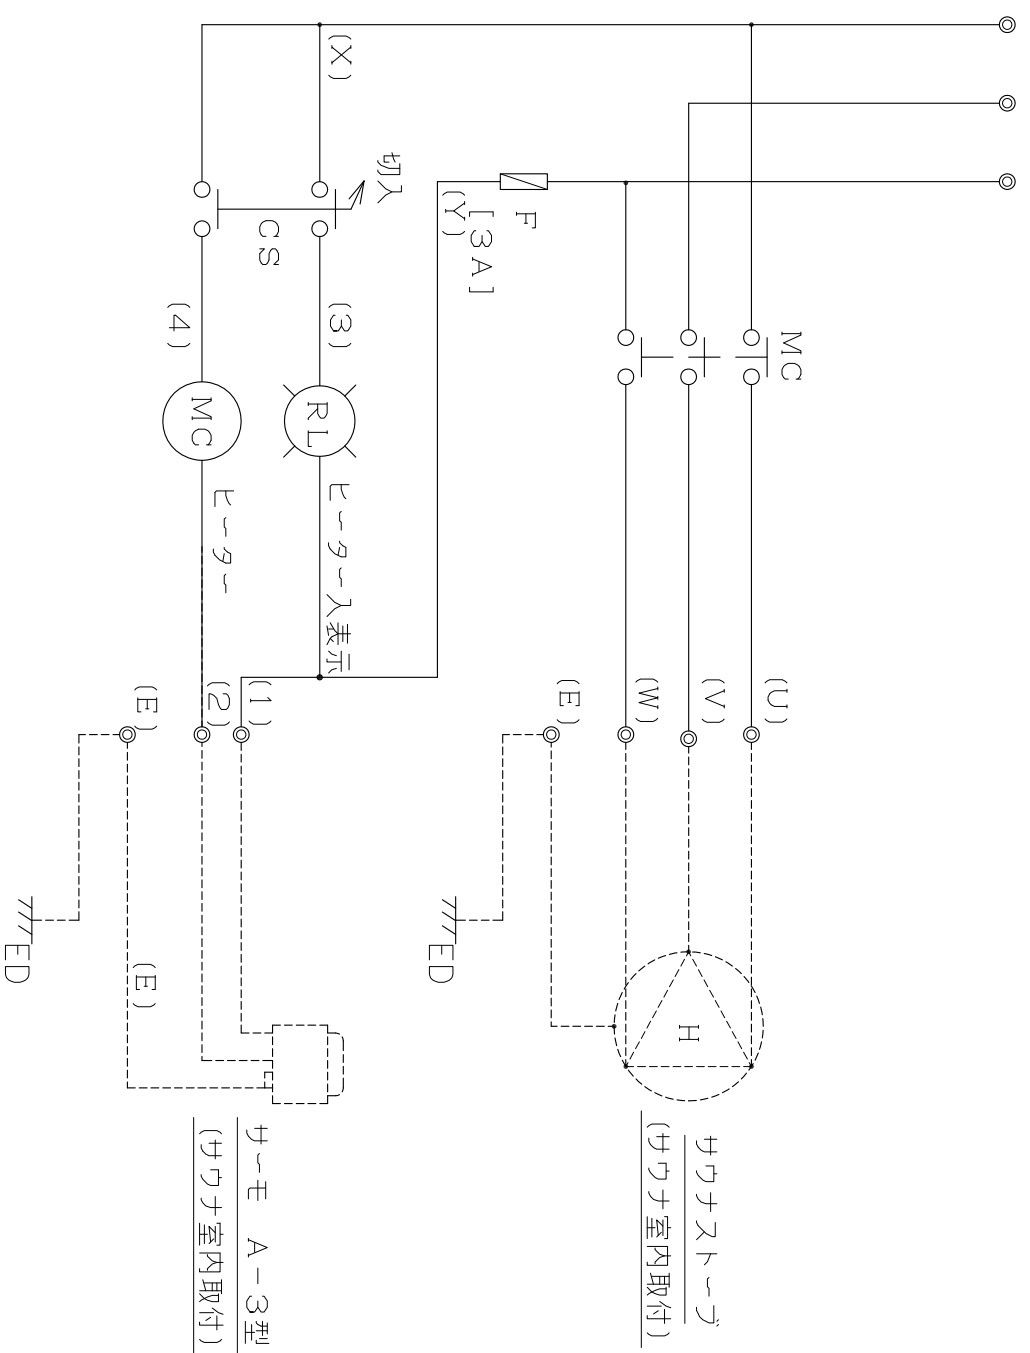 MC
(U)
(V)
(W)
(E)
ED
H
サウナストーブ
(サウナ室内取付)
F
[3A]
(Y)
切入
(X)
CS
(3)
RL
ヒーター入表示
(4)
MC
ヒーター
(1)
(2)
(E)
(E)
ED
サーモ A-3型
(サウナ室内取付)